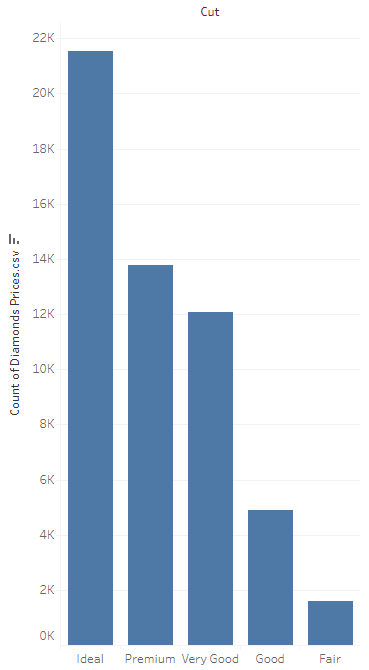 Cut
22K
20K
18K
16K
14K
12K
10K
8K
6K
4K
2K
0K
Count of Diamonds Prices.csv
Ideal Premium Very Good Good Fair